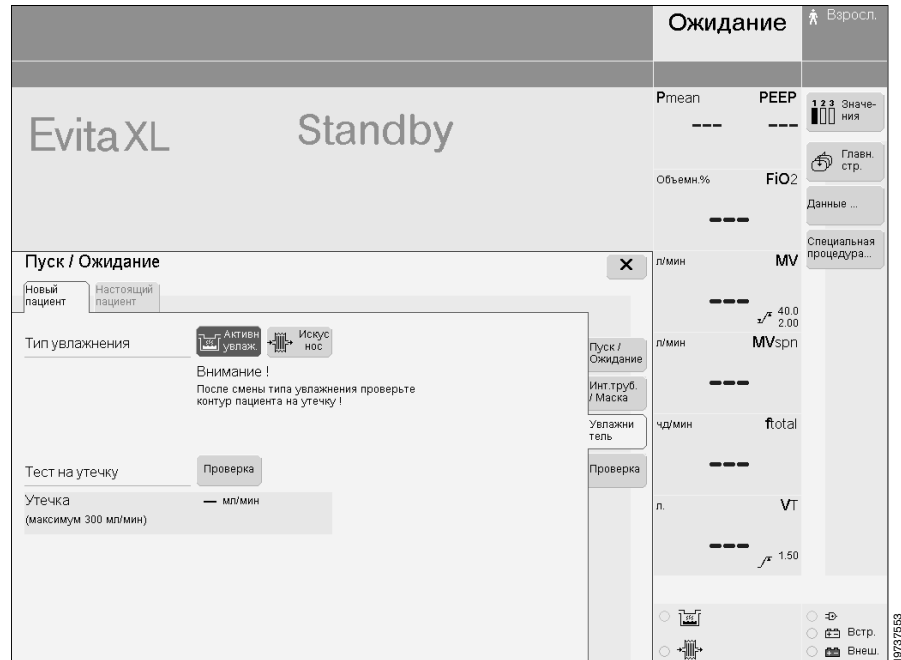 Ожидание
Взросл.
Evita XL
Standby
Pmean PEEP
--- ---
1 2 3 Значе-
ния
Главн.
стр.
Объемн.% FiO2
---
Данные ...
Специальная
процедура...
Пуск / Ожидание
X
Новый
пациент
Настоящий
пациент
Тип увлажнения
Активн
увлаж.
Искус
нос
Внимание !
После смены типа увлажнения проверьте
контур пациента на утечку !
Тест на утечку
Проверка
Утечка
— мл/мин
(максимум 300 мл/мин)
Пуск /
Ожидание
Инт.труб.
/ Маска
Увлажни
тель
Проверка
л/мин MV
---
40.0
2.00
л/мин MVspn
---
чд/мин ftotal
---
л. VT
---
1.50
Встр.
Внеш.
19737553